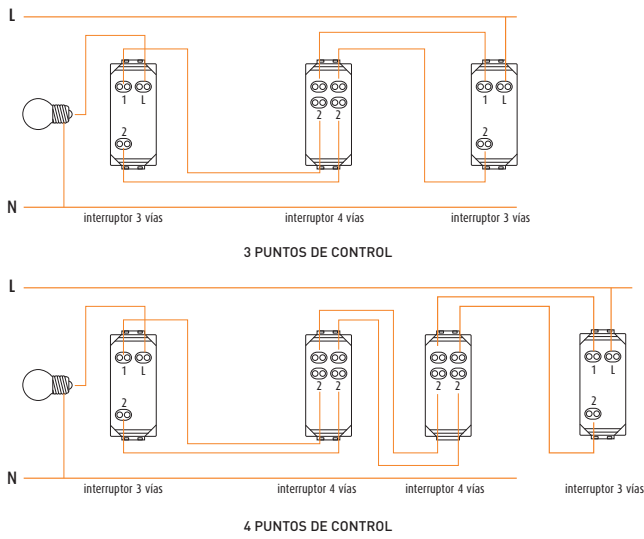 L
1 L
2
2 2
1 L
2
N
interruptor 3 vías interruptor 4 vías interruptor 3 vías
3 PUNTOS DE CONTROL
L
1 L
2
2 2
2 2
1 L
2
N
interruptor 3 vías interruptor 4 vías interruptor 4 vías interruptor 3 vías
4 PUNTOS DE CONTROL